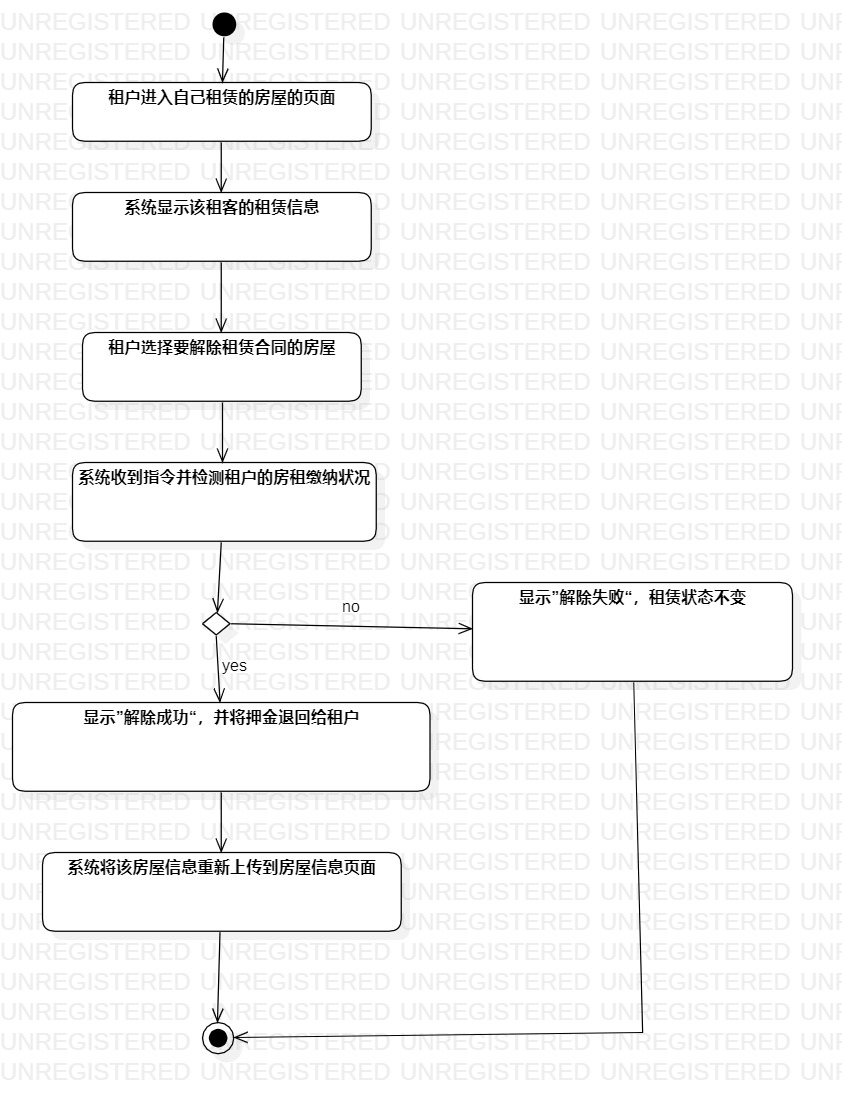 租户进入自己租赁的房屋的页面
系统显示该租客的租赁信息
租户选择要解除租赁合同的房屋
系统收到指令并检测租户的房租缴纳状况
no
显示”解除失败“，租赁状态不变
yes
显示”解除成功“，并将押金退回给租户
系统将该房屋信息重新上传到房屋信息页面
UNREGISTERED